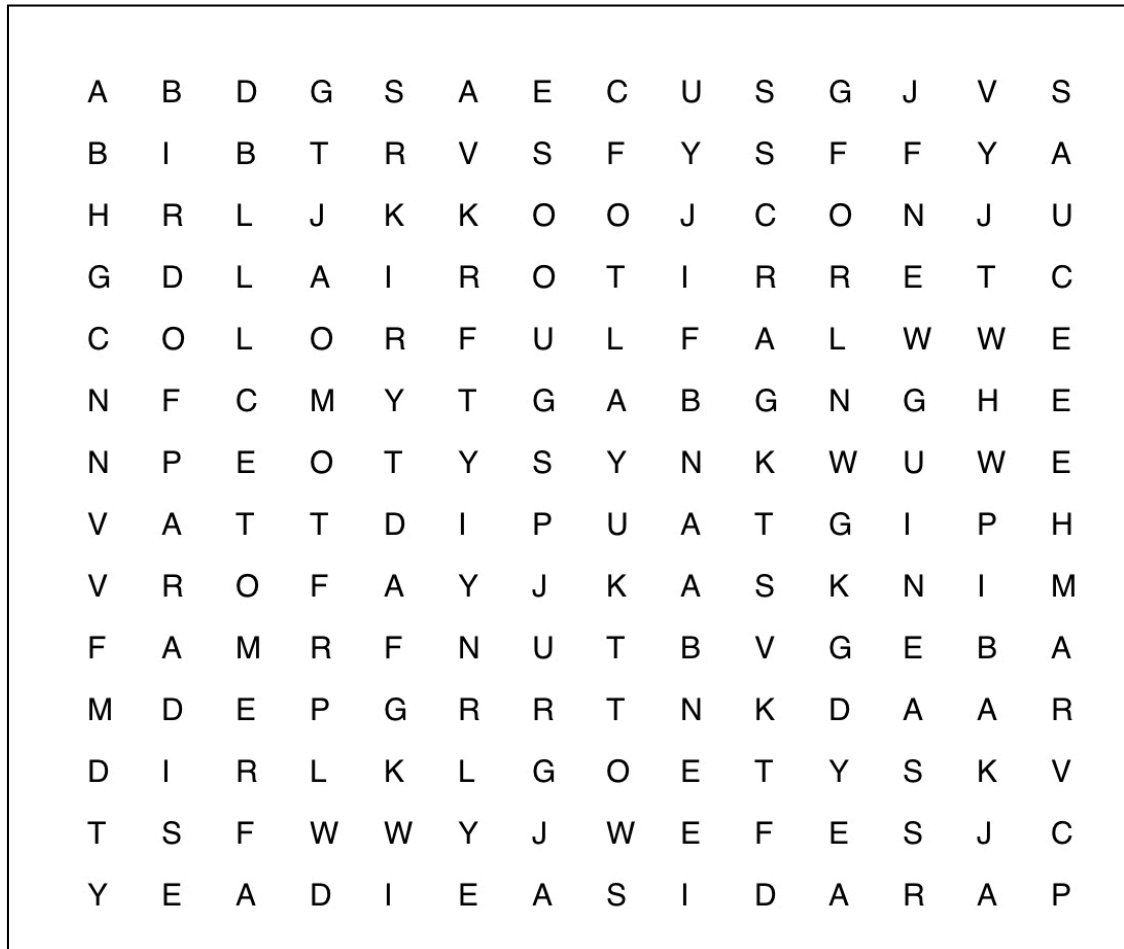 A B D G S A E C U S G J V S
B I B T R V S F Y S F F Y A
H R L J K K O O J C O N J U
G D L A I R O T I R R E T C
C O L O R F U L F A L W W E
N F C M Y T G A B G N G H E
N P E O T Y S Y N K W U W E
V A T T D I P U A T G I P H
V R O F A Y J K A S K N I M
F A M R F N U T B V G E B A
M D E P G R R T N K D A A R
D I R L K L G O E T Y S K V
T S F W W Y J W E F E S J C
Y E A D I E A S I D A R A P